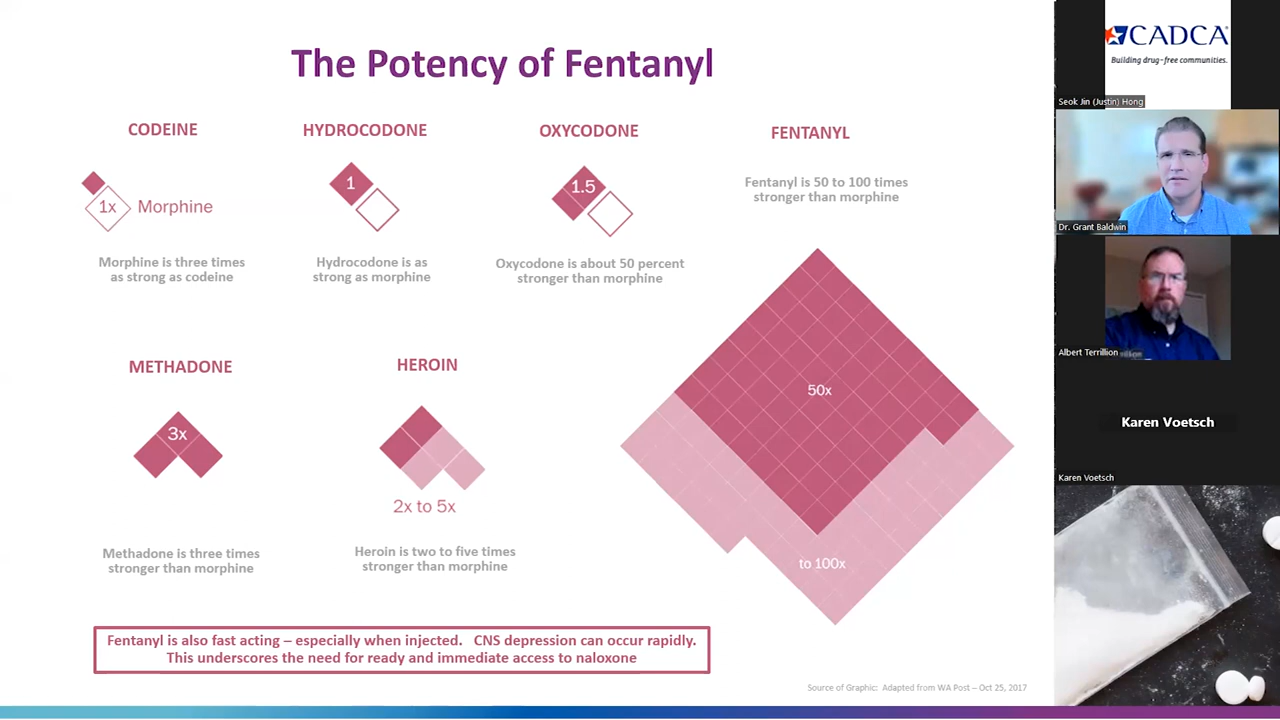 The Potency of Fentanyl
CODEINE
1x
Morphine
Morphine is three times
as strong as codeine
HYDROCODONE
1
Hydrocodone is as
strong as morphine
OXYCODONE
1.5
Oxycodone is about 50 percent
stronger than morphine
FENTANYL
Fentanyl is 50 to 100 times
stronger than morphine
50x
to 100x
METHADONE
3x
Methadone is three times
stronger than morphine
HEROIN
2x to 5x
Heroin is two to five times
stronger than morphine
Fentanyl is also fast acting – especially when injected. CNS depression can occur rapidly.
This underscores the need for ready and immediate access to naloxone
Source of Graphic: Adapted from WA Post – Oct 25, 2017
CADCA
Building drug-free communities.
Seok Jin (Justin) Hong
Dr. Grant Baldwin
Albert Terrillion
Karen Voetsch
Karen Voetsch